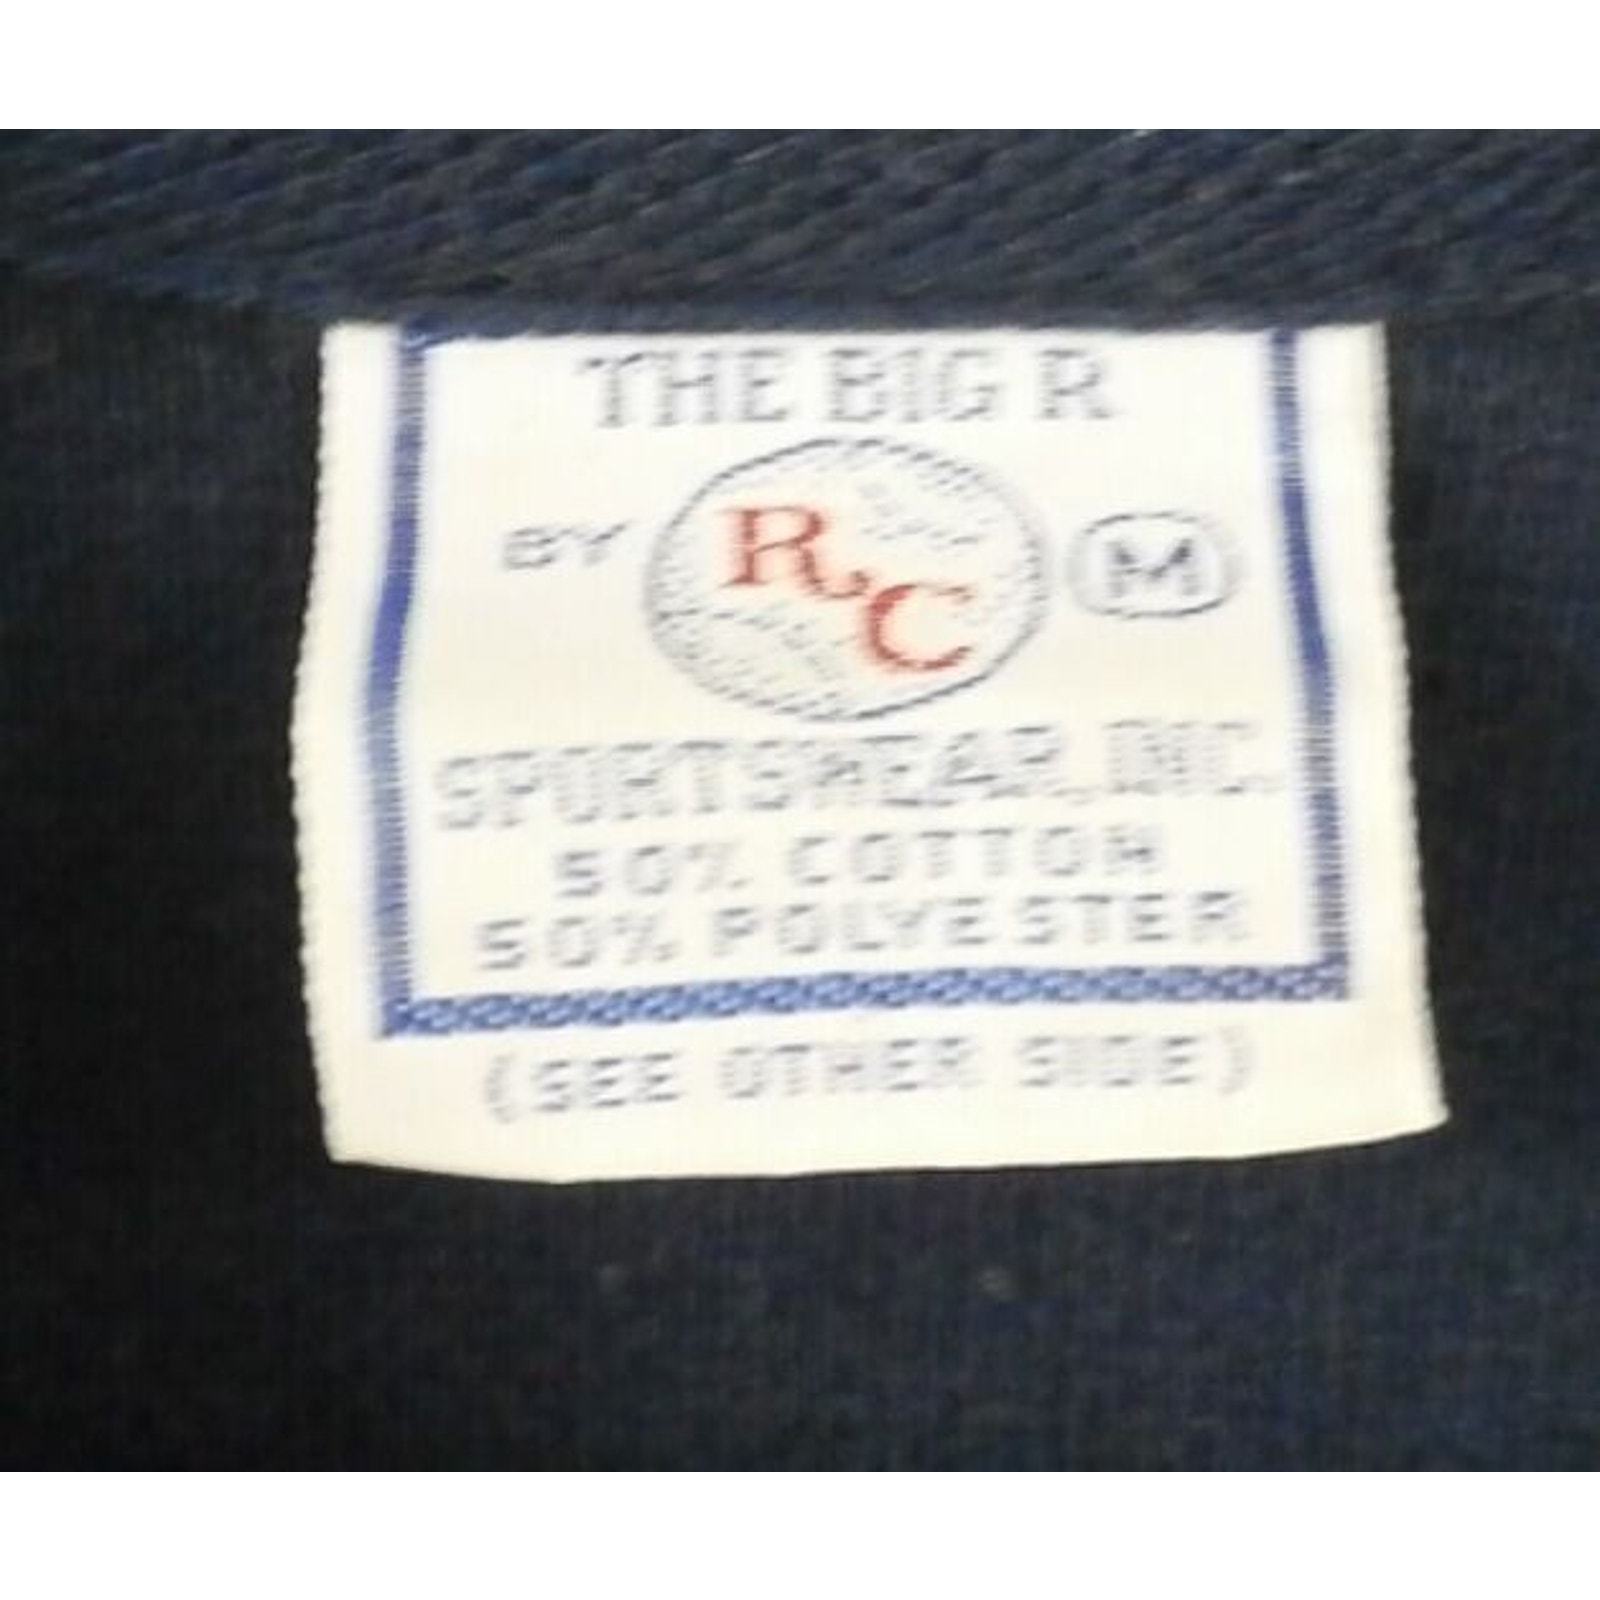 THE BIG R
BY RC M
SPORTSWEAR, INC.
50% COTTON
50% POLYESTER
(SEE OTHER SIDE)